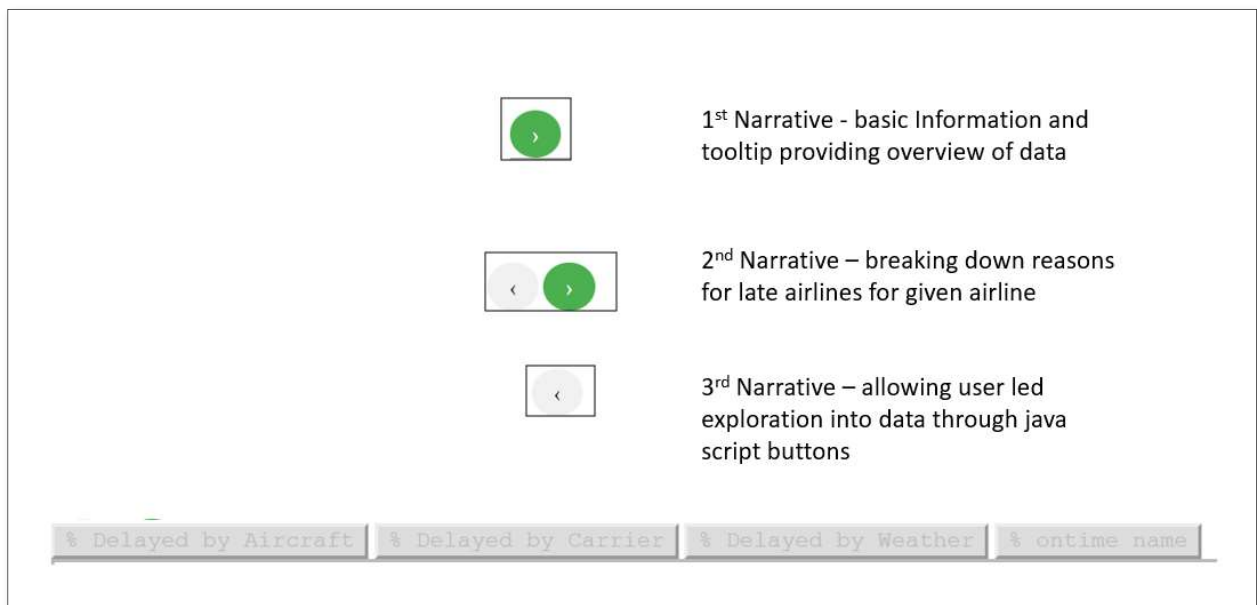 ›
1st Narrative - basic Information and
tooltip providing overview of data
‹ ›
2nd Narrative – breaking down reasons
for late airlines for given airline
‹
3rd Narrative – allowing user led
exploration into data through java
script buttons
% Delayed by Aircraft % Delayed by Carrier % Delayed by Weather % ontime name